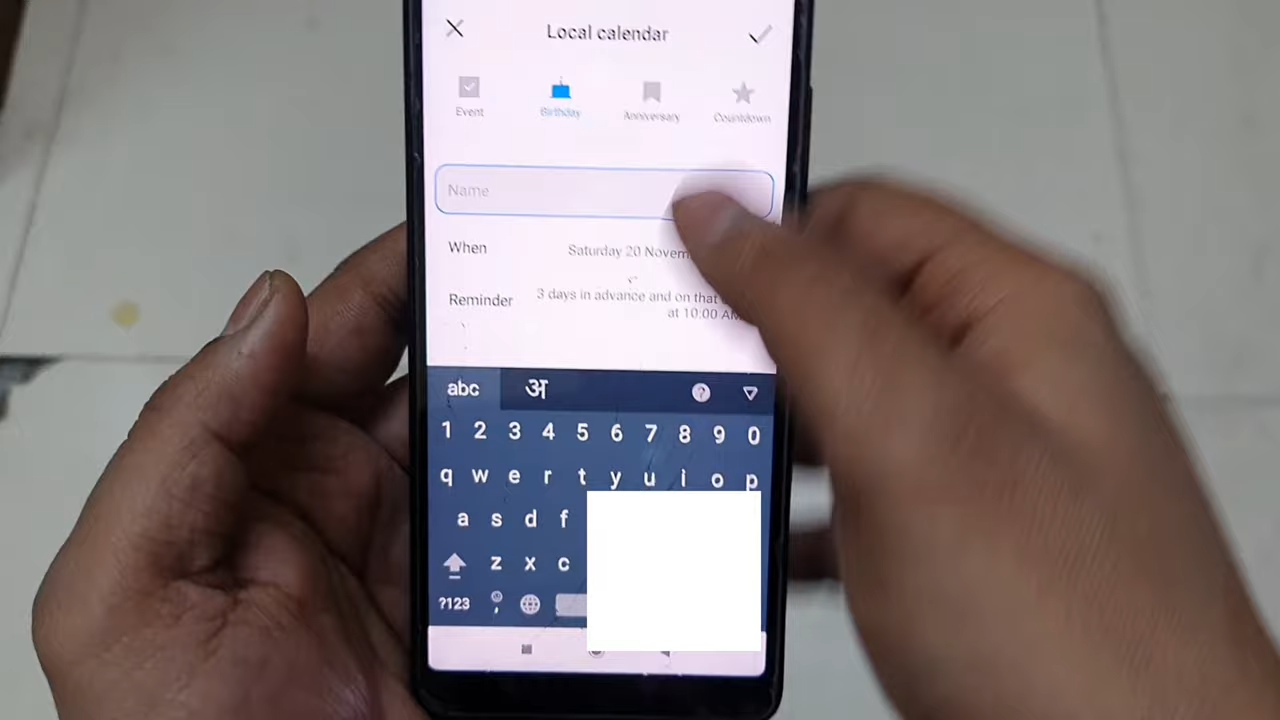 Local calendar
Event Birthday Anniversary Countdown
Name
When Saturday 20
Reminder 3 days in advance and on that
at 10:00 AM
abc अ ?
1 2 3 4 5 6 7 8 9 0
q w e r t y u i o p
a s d f
z x c
?123 ,